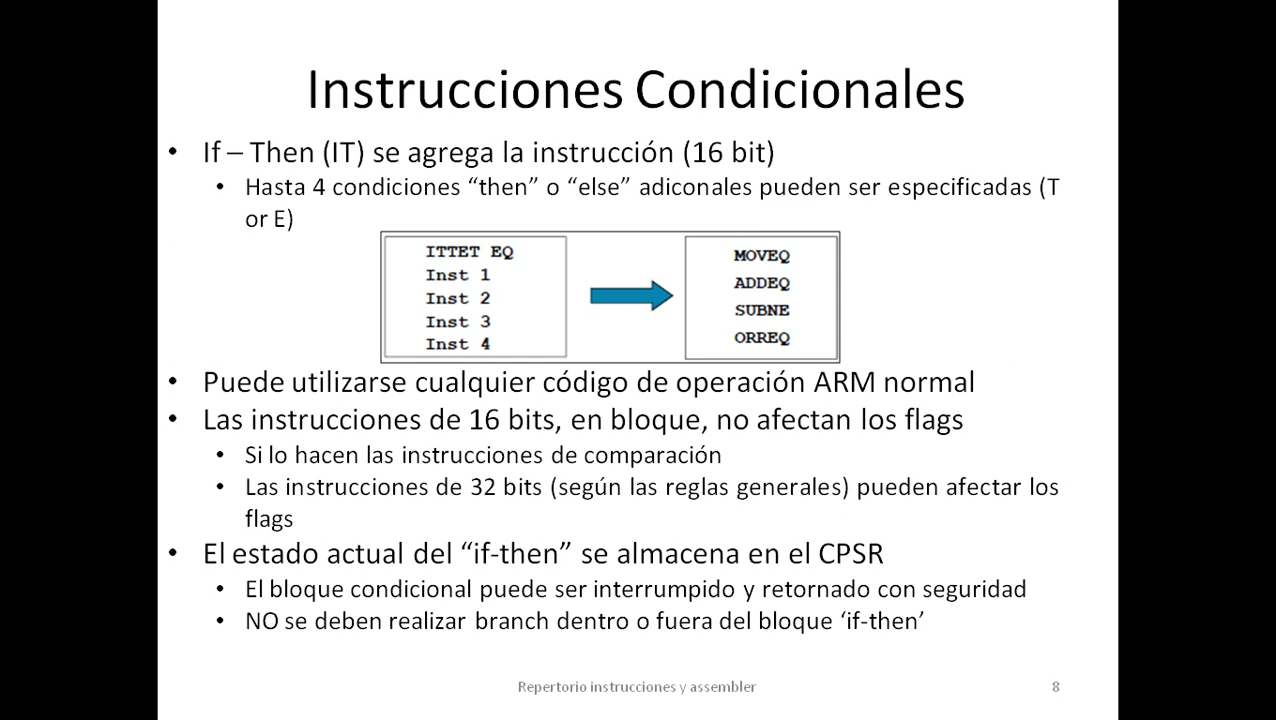 Instrucciones Condicionales
• If – Then (IT) se agrega la instrucción (16 bit)
• Hasta 4 condiciones “then” o “else” adiconales pueden ser especificadas (T
or E)
ITTET EQ
Inst 1
Inst 2
Inst 3
Inst 4
MOVEQ
ADDEQ
SUBNE
ORREQ
• Puede utilizarse cualquier código de operación ARM normal
• Las instrucciones de 16 bits, en bloque, no afectan los flags
• Si lo hacen las instrucciones de comparación
• Las instrucciones de 32 bits (según las reglas generales) pueden afectar los
flags
• El estado actual del “if-then” se almacena en el CPSR
• El bloque condicional puede ser interrumpido y retornado con seguridad
• NO se deben realizar branch dentro o fuera del bloque ‘if-then’
Repertorio instrucciones y assembler
8